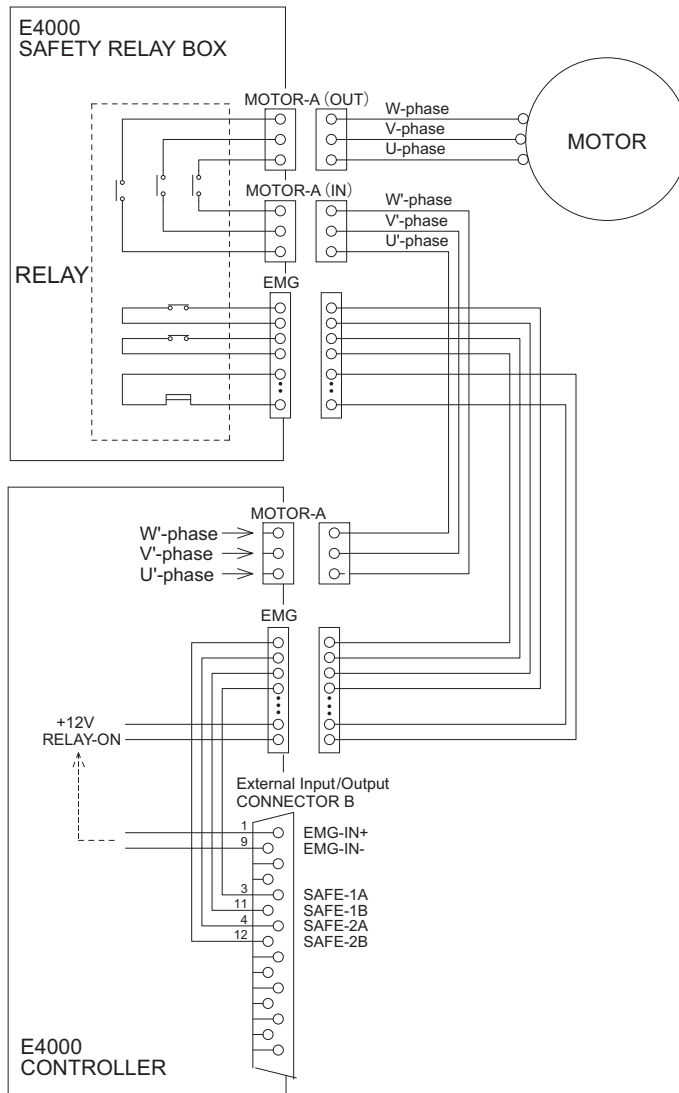 E4000
SAFETY RELAY BOX
MOTOR-A (OUT)
W-phase
V-phase
U-phase
MOTOR
MOTOR-A (IN)
W'-phase
V'-phase
U'-phase
RELAY
EMG
MOTOR-A
W'-phase
V'-phase
U'-phase
EMG
+12V
RELAY-ON
External Input/Output
CONNECTOR B
1 EMG-IN+
9 EMG-IN-
3 SAFE-1A
11 SAFE-1B
4 SAFE-2A
12 SAFE-2B
E4000
CONTROLLER